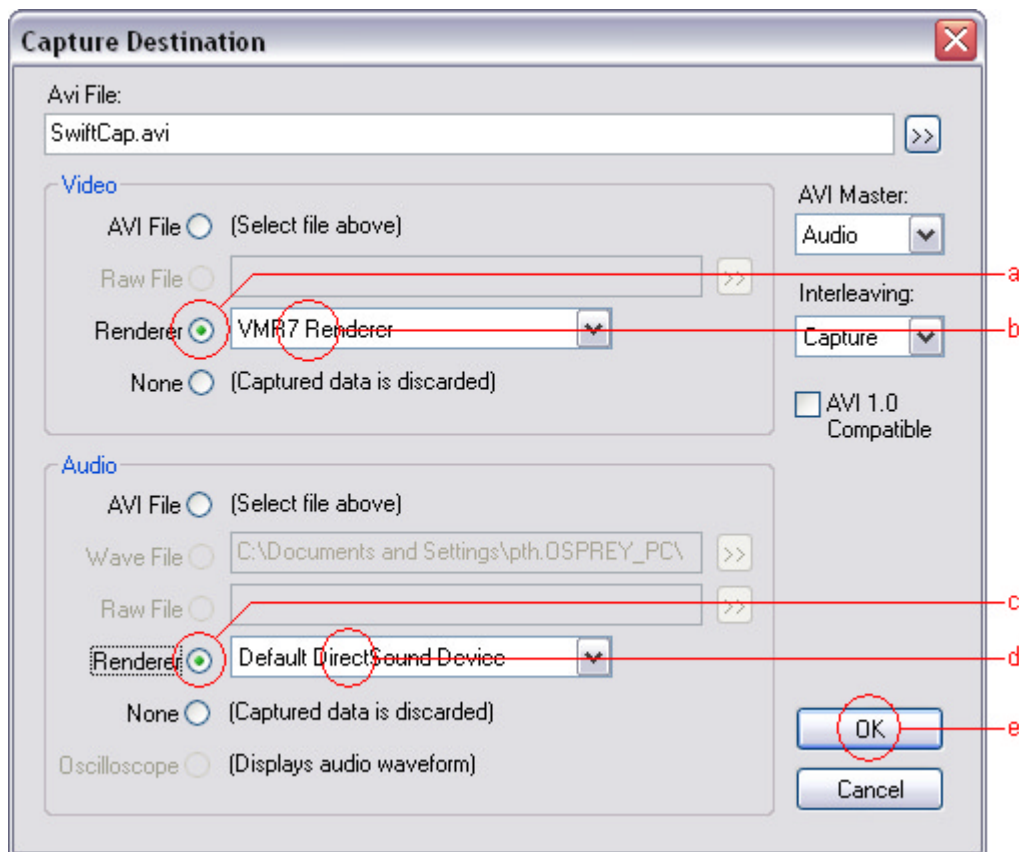 Capture Destination
Avi File:
SwiftCap.avi >>
Video
AVI File (Select file above)
Raw File >>
Renderer VMR7 Renderer
None (Captured data is discarded)
AVI Master:
Audio
Interleaving:
Capture
AVI 1.0
Compatible
a
b
Audio
AVI File (Select file above)
Wave File C:\Documents and Settings\pth.OSPREY_PC\ >>
Raw File >>
Renderer Default DirectSound Device
None (Captured data is discarded)
Oscilloscope (Displays audio waveform)
c
d
OK
e
Cancel